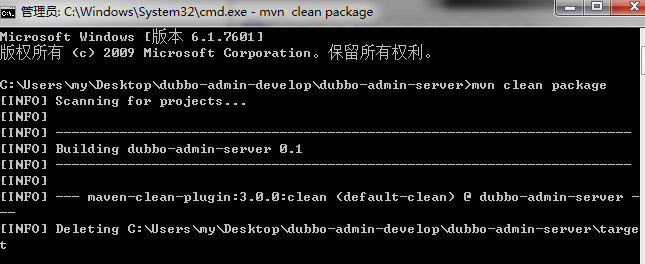 管理员: C:\Windows\System32\cmd.exe - mvn  clean package
Microsoft Windows [版本 6.1.7601]
版权所有 (c) 2009 Microsoft Corporation。保留所有权利。
C:\Users\my\Desktop\dubbo-admin-develop\dubbo-admin-server>mvn clean package
[INFO] Scanning for projects...
[INFO]
[INFO] ------------------------------------------------------------------------
[INFO] Building dubbo-admin-server 0.1
[INFO] ------------------------------------------------------------------------
[INFO]
[INFO] --- maven-clean-plugin:3.0.0:clean (default-clean) @ dubbo-admin-server -
--
[INFO] Deleting C:\Users\my\Desktop\dubbo-admin-develop\dubbo-admin-server\targe
t